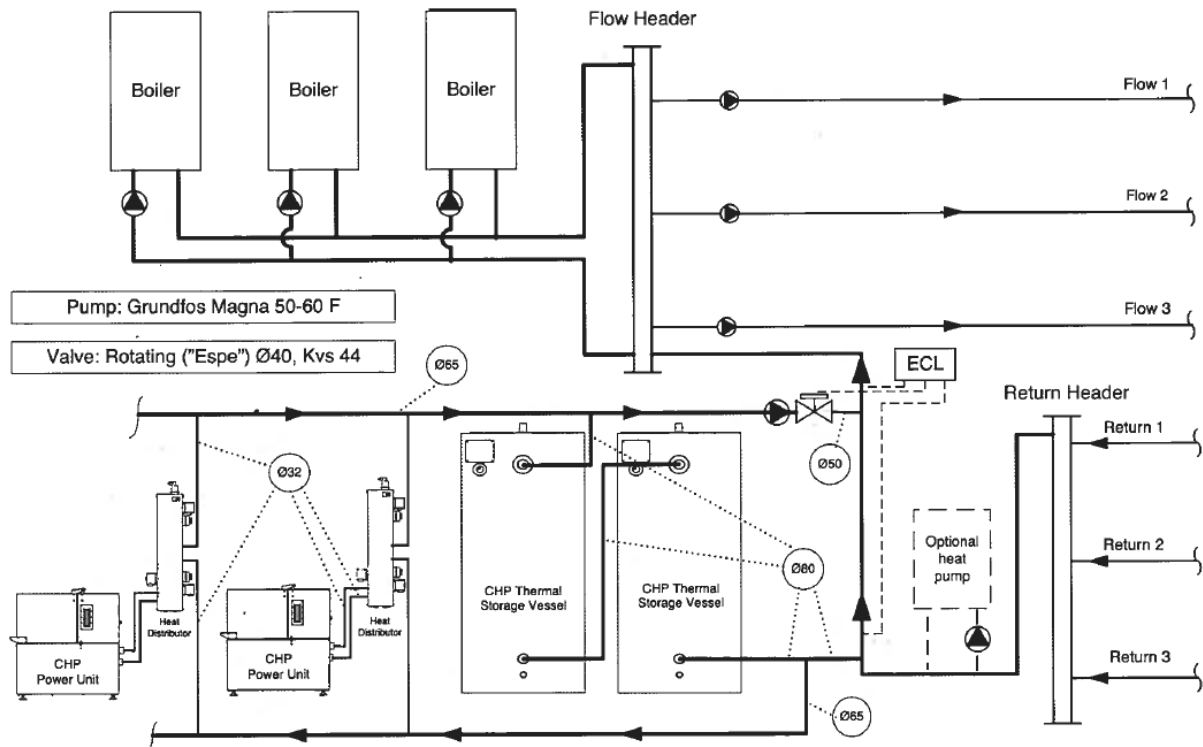 Flow Header
Boiler
Boiler
Boiler
Flow 1
Flow 2
Flow 3
Pump: Grundfos Magna 50-60 F
Valve: Rotating ("Espe") Ø40, Kvs 44
Ø65
ECL
Return Header
Return 1
Ø50
Ø32
Optional
heat
pump
Return 2
Ø80
CHP Thermal
Storage Vessel
CHP Thermal
Storage Vessel
Heat
Distributor
Heat
Distributor
CHP
Power Unit
CHP
Power Unit
Return 3
Ø65